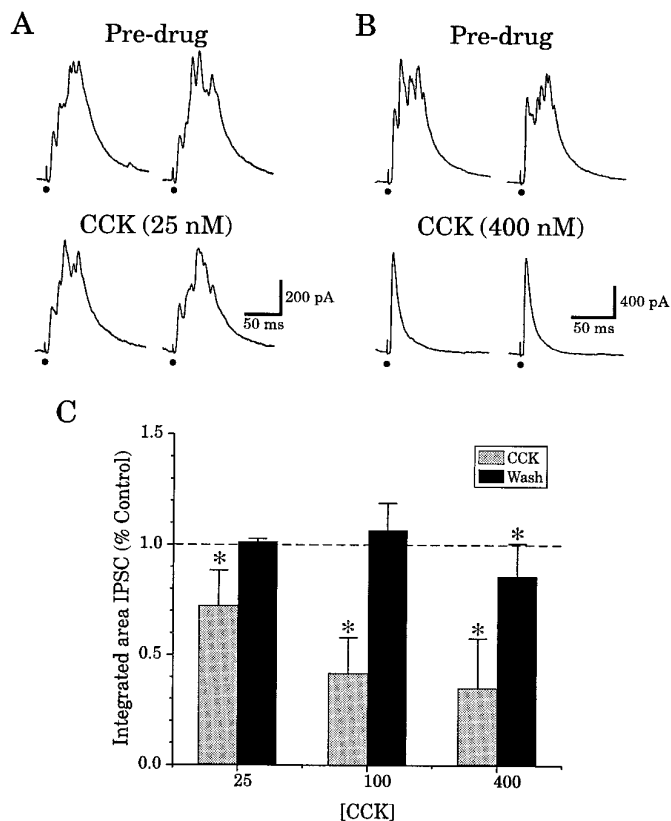 A
B
Pre-drug
Pre-drug
CCK (25 nM)
CCK (400 nM)
200 pA
50 ms
400 pA
50 ms
C
Integrated area IPSC (% Control)
1.5
1.0
0.5
0.0
CCK
Wash
*
*
*
*
25
100
400
[CCK]